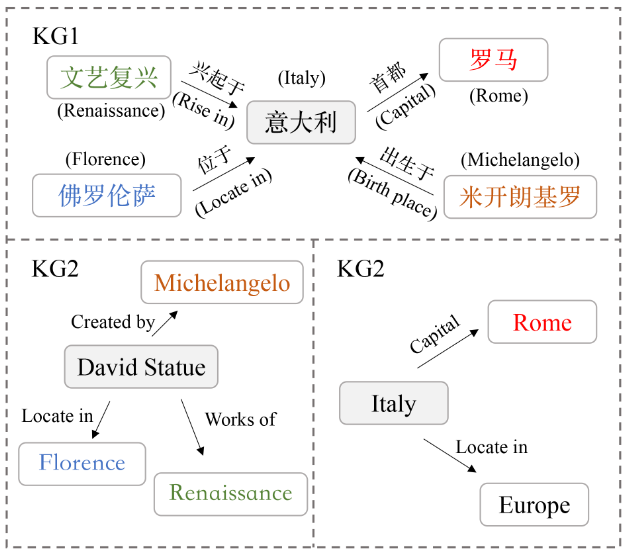 KG1
文艺复兴
(Renaissance)
兴起于
(Rise in)
(Italy)
意大利
首都
(Capital)
罗马
(Rome)
(Florence)
佛罗伦萨
位于
(Locate in)
出生于
(Birth place)
(Michelangelo)
米开朗基罗
KG2
Michelangelo
Created by
David Statue
Locate in
Works of
Florence
Renaissance
KG2
Capital
Rome
Italy
Locate in
Europe